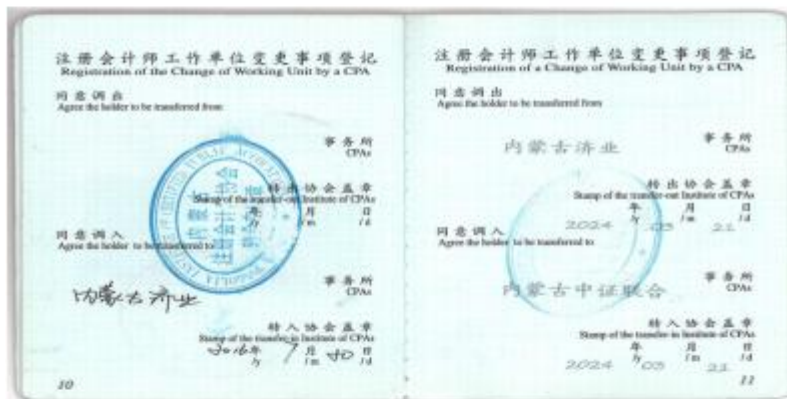 注册会计师工作单位变更事项登记
Registration of the Change of Working Unit by a CPA
同意调出
Agree the holder to be transferred from
事务所
CPAs
转出协会盖章
Stamp of the transfer-out Institute of CPAs
年 月 日
/y /m /d
同意调入
Agree the holder to be transferred to
事务所
内蒙古济业 CPAs
转入协会盖章
Stamp of the transfer-in Institute of CPAs
2016年 9月 30日
/y /m /d
10
注册会计师工作单位变更事项登记
Registration of a Change of Working Unit by a CPA
同意调出
Agree the holder to be transferred from
内蒙古济业 事务所
CPAs
转出协会盖章
Stamp of the transfer-out Institute of CPAs
年 月 日
2024 /y 03 /m 21 /d
同意调入
Agree the holder to be transferred to
内蒙古中证联合 事务所
CPAs
转入协会盖章
Stamp of the transfer-in Institute of CPAs
年 月 日
2024 /y 03 /m 21 /d
11